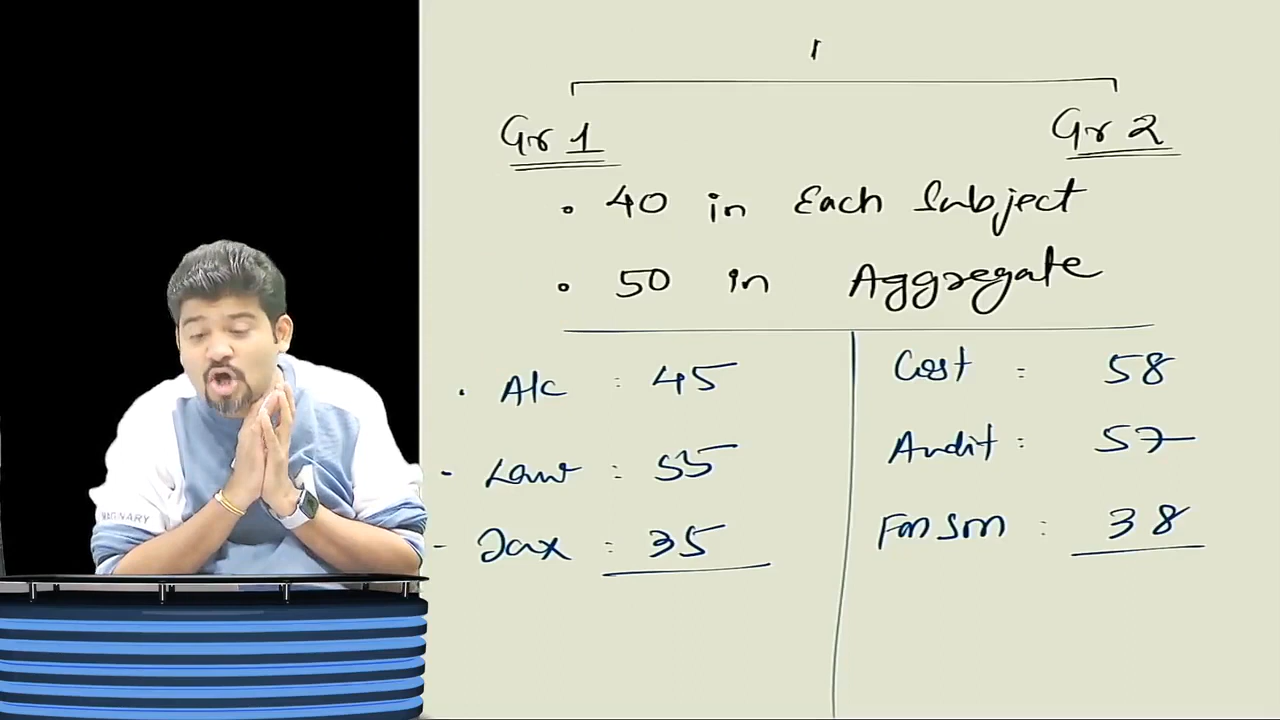 Gr 1
Gr 2
• 40 in Each Subject
• 50 in Aggregate
• A/c : 45
- Law : 55
- Tax : 35
Cost : 58
Audit : 57
FM SM : 38